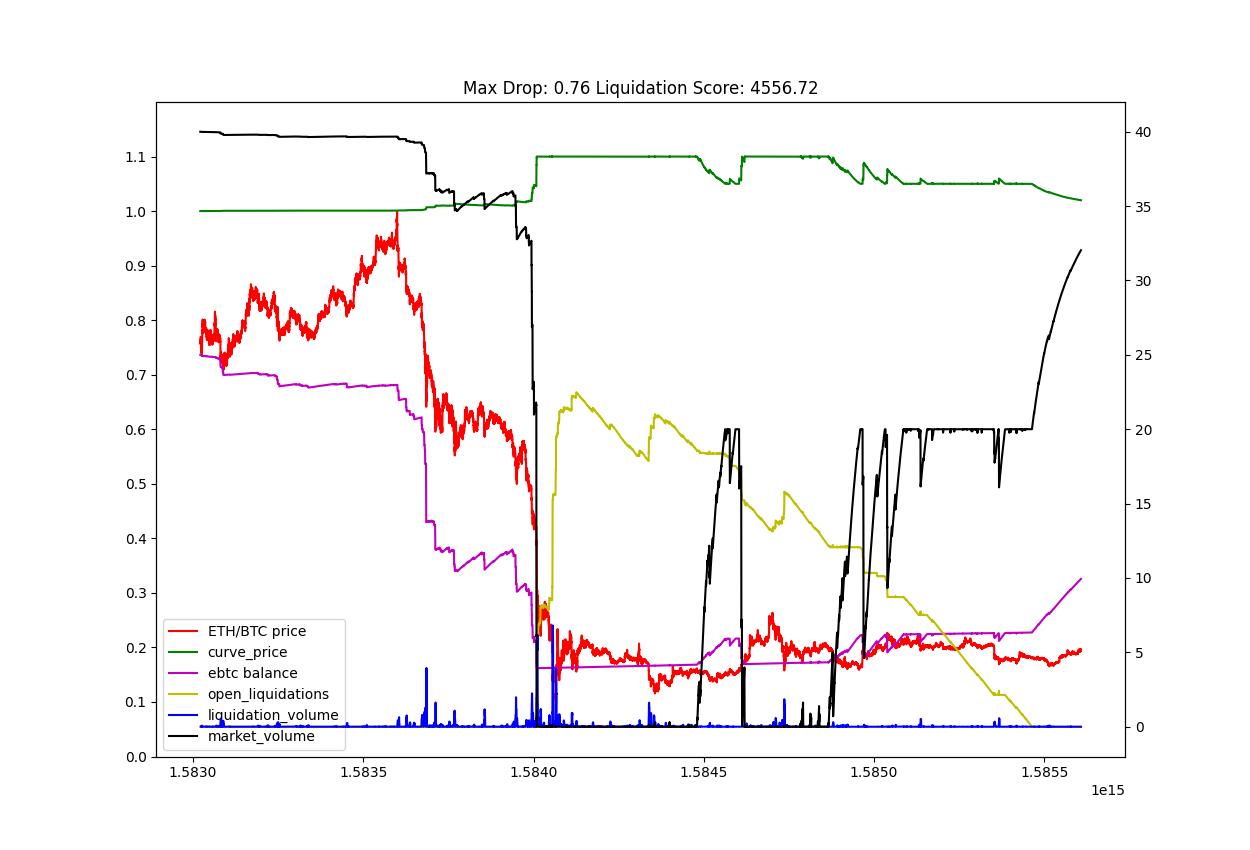 Max Drop: 0.76 Liquidation Score: 4556.72
1.1
1.0
0.9
0.8
0.7
0.6
0.5
0.4
0.3
0.2
0.1
0.0
40
35
30
25
20
15
10
5
0
ETH/BTC price
curve_price
ebtc balance
open_liquidations
liquidation_volume
market_volume
1.5830 1.5835 1.5840 1.5845 1.5850 1.5855
1e15